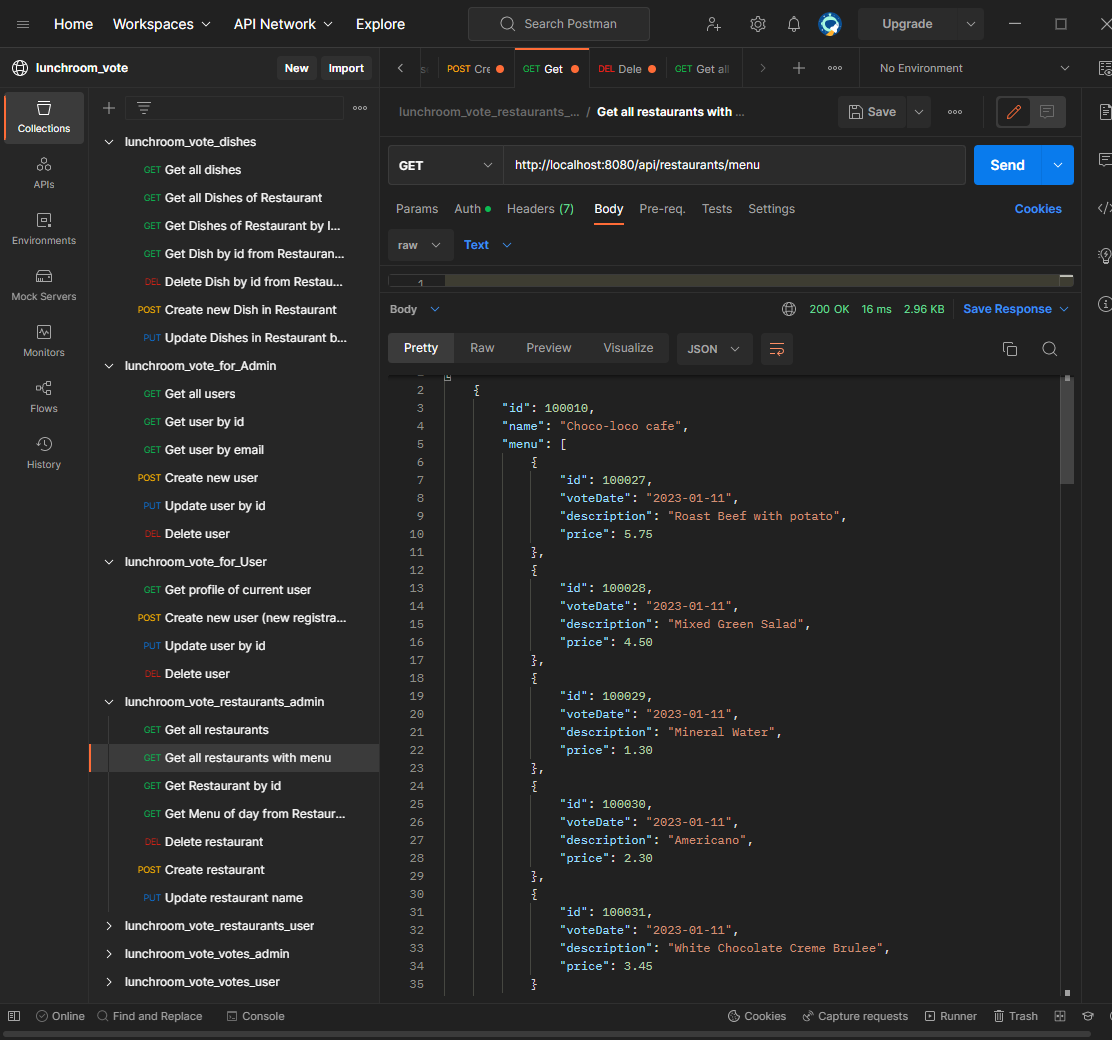 Home Workspaces API Network Explore Search Postman Upgrade
lunchroom_vote New Import
POST Cre GET Get DEL Dele GET Get all No Environment
Collections
APIs
Environments
Mock Servers
Monitors
Flows
History
lunchroom_vote_dishes
GET Get all dishes
GET Get all Dishes of Restaurant
GET Get Dishes of Restaurant by I...
GET Get Dish by id from Restauran...
DEL Delete Dish by id from Restau...
POST Create new Dish in Restaurant
PUT Update Dishes in Restaurant b...
lunchroom_vote_for_Admin
GET Get all users
GET Get user by id
GET Get user by email
POST Create new user
PUT Update user by id
DEL Delete user
lunchroom_vote_for_User
GET Get profile of current user
POST Create new user (new registra...
PUT Update user by id
DEL Delete user
lunchroom_vote_restaurants_admin
GET Get all restaurants
GET Get all restaurants with menu
GET Get Restaurant by id
GET Get Menu of day from Restaur...
DEL Delete restaurant
POST Create restaurant
PUT Update restaurant name
lunchroom_vote_restaurants_user
lunchroom_vote_votes_admin
lunchroom_vote_votes_user
lunchroom_vote_restaurants_... / Get all restaurants with ... Save
GET http://localhost:8080/api/restaurants/menu Send
Params Auth Headers (7) Body Pre-req. Tests Settings Cookies
raw Text
1
Body 200 OK 16 ms 2.96 KB Save Response
Pretty Raw Preview Visualize JSON
2 {
3 "id": 100010,
4 "name": "Choco-loco cafe",
5 "menu": [
6 {
7 "id": 100027,
8 "voteDate": "2023-01-11",
9 "description": "Roast Beef with potato",
10 "price": 5.75
11 },
12 {
13 "id": 100028,
14 "voteDate": "2023-01-11",
15 "description": "Mixed Green Salad",
16 "price": 4.50
17 },
18 {
19 "id": 100029,
20 "voteDate": "2023-01-11",
21 "description": "Mineral Water",
22 "price": 1.30
23 },
24 {
25 "id": 100030,
26 "voteDate": "2023-01-11",
27 "description": "Americano",
28 "price": 2.30
29 },
30 {
31 "id": 100031,
32 "voteDate": "2023-01-11",
33 "description": "White Chocolate Creme Brulee",
34 "price": 3.45
35 }
Online Find and Replace Console Cookies Capture requests Runner Trash